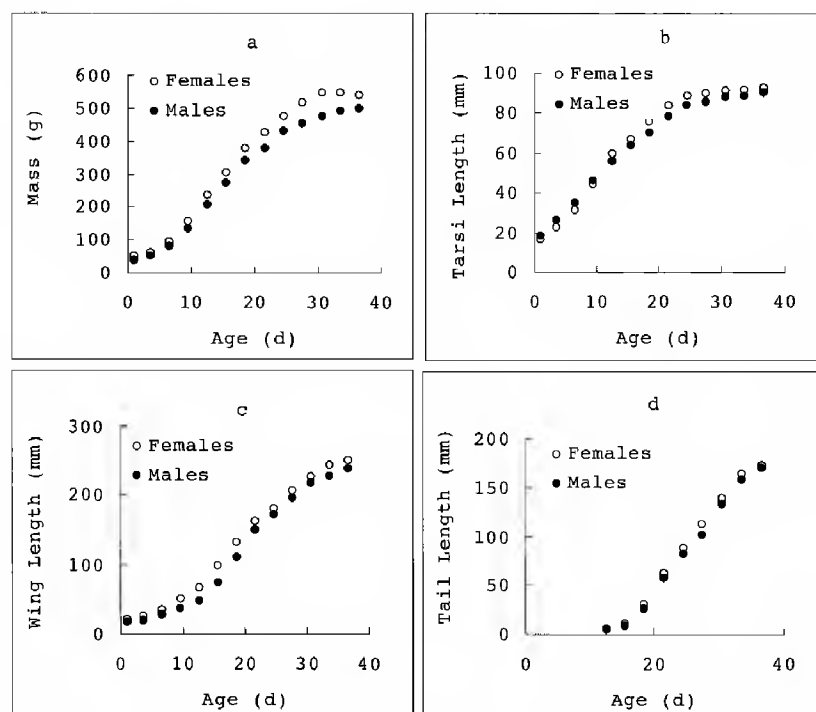 a
Mass (g)
600
500
400
300
200
100
0
Females
Males
0 10 20 30 40
Age (d)
b
Tarsi Length (mm)
100
80
60
40
20
0
Females
Males
0 10 20 30 40
Age (d)
c
Wing Length (mm)
300
200
100
0
Females
Males
0 10 20 30 40
Age (d)
d
Tail Length (mm)
200
150
100
50
0
Females
Males
0 20 40
Age (d)